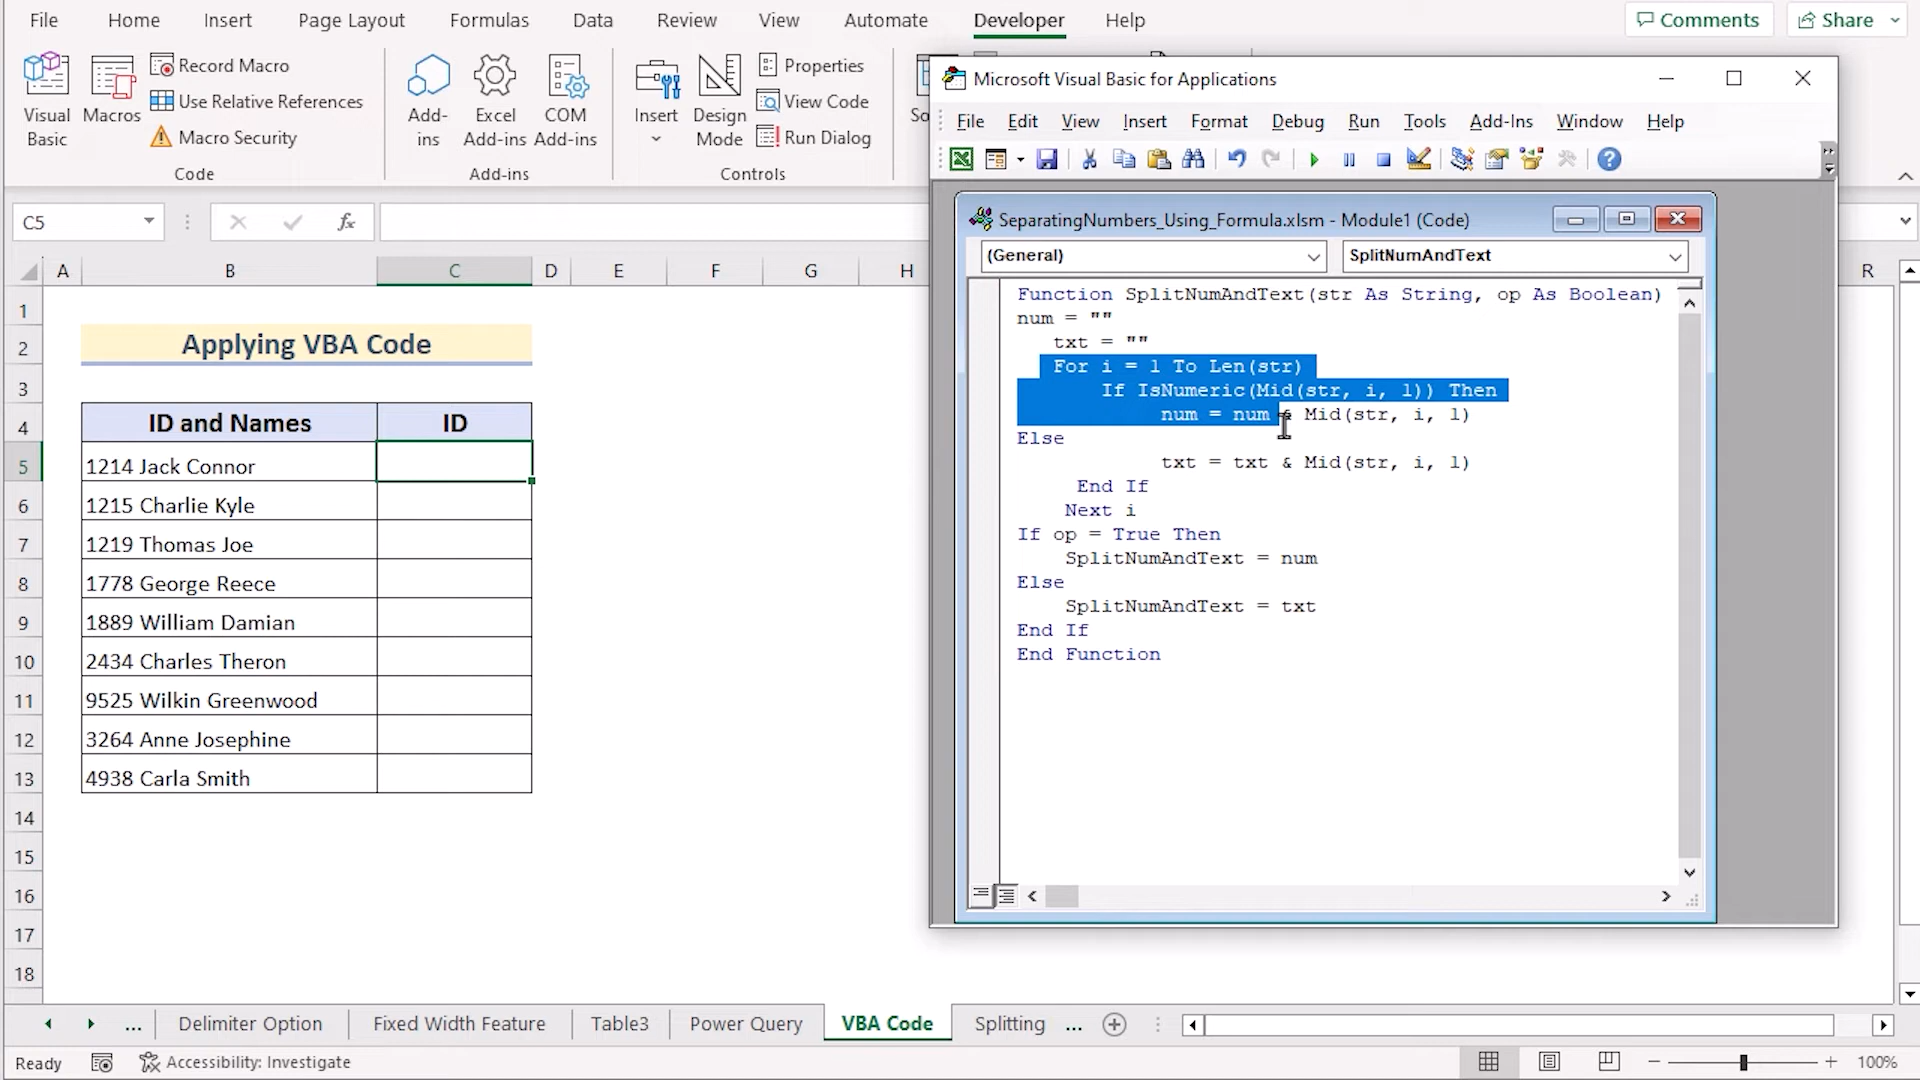 File Home Insert Page Layout Formulas Data Review View Automate Developer Help Comments Share
Visual Basic
Macros
Record Macro
Use Relative References
Macro Security
Code
Add-ins
Excel Add-ins
COM Add-ins
Add-ins
Insert
Design Mode
Properties
View Code
Run Dialog
Controls
So
C5
fx
A B C D E F G H R
1
2 Applying VBA Code
3
4 ID and Names ID
5 1214 Jack Connor
6 1215 Charlie Kyle
7 1219 Thomas Joe
8 1778 George Reece
9 1889 William Damian
10 2434 Charles Theron
11 9525 Wilkin Greenwood
12 3264 Anne Josephine
13 4938 Carla Smith
14
15
16
17
18
Microsoft Visual Basic for Applications
File Edit View Insert Format Debug Run Tools Add-Ins Window Help
SeparatingNumbers_Using_Formula.xlsm - Module1 (Code)
(General) SplitNumAndText
Function SplitNumAndText(str As String, op As Boolean)
num = ""
txt = ""
For i = 1 To Len(str)
If IsNumeric(Mid(str, i, 1)) Then
num = num & Mid(str, i, 1)
Else
txt = txt & Mid(str, i, 1)
End If
Next i
If op = True Then
SplitNumAndText = num
Else
SplitNumAndText = txt
End If
End Function
... Delimiter Option Fixed Width Feature Table3 Power Query VBA Code Splitting ...
Ready Accessibility: Investigate 100%